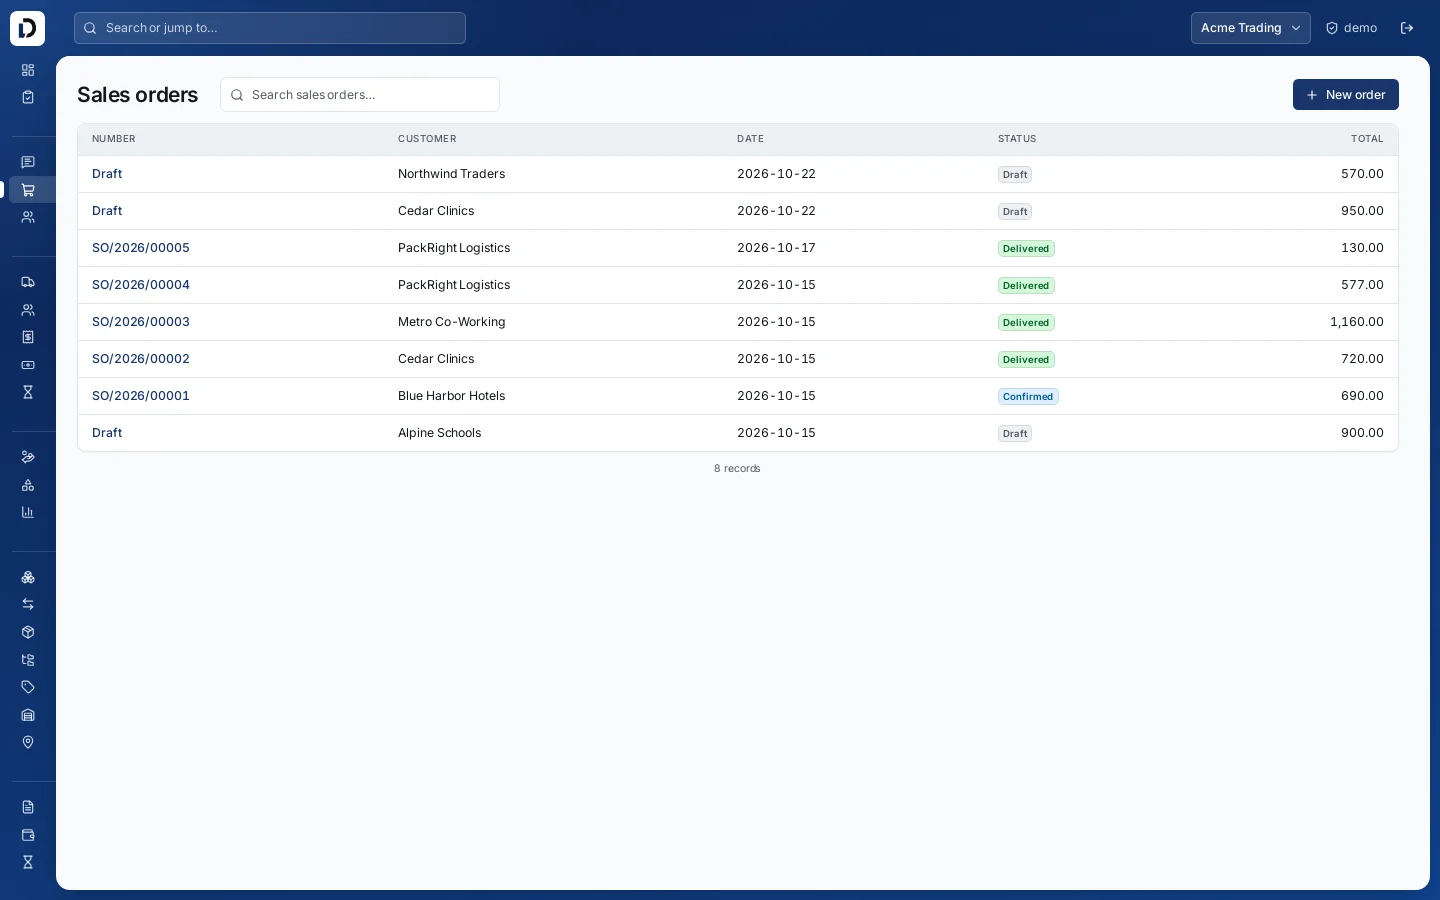 Search or jump to...
Acme Trading
demo
Sales orders
Search sales orders...
New order
NUMBER CUSTOMER DATE STATUS TOTAL
Draft Northwind Traders 2026-10-22 Draft 570.00
Draft Cedar Clinics 2026-10-22 Draft 950.00
SO/2026/00005 PackRight Logistics 2026-10-17 Delivered 130.00
SO/2026/00004 PackRight Logistics 2026-10-15 Delivered 577.00
SO/2026/00003 Metro Co-Working 2026-10-15 Delivered 1,160.00
SO/2026/00002 Cedar Clinics 2026-10-15 Delivered 720.00
SO/2026/00001 Blue Harbor Hotels 2026-10-15 Confirmed 690.00
Draft Alpine Schools 2026-10-15 Draft 900.00
8 records